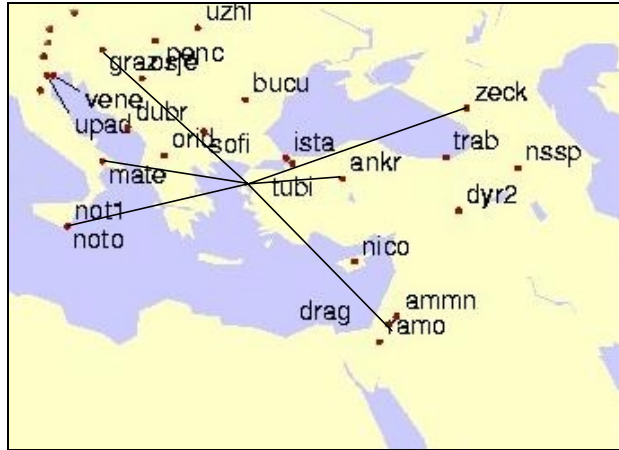 uzhl
penc
graz
osje
bucu
zeck
vene
dubr
upad
orid
sofi
ista
trab
nssp
mate
ankr
tubi
dyr2
not1
noto
nico
drag
ammn
ramo